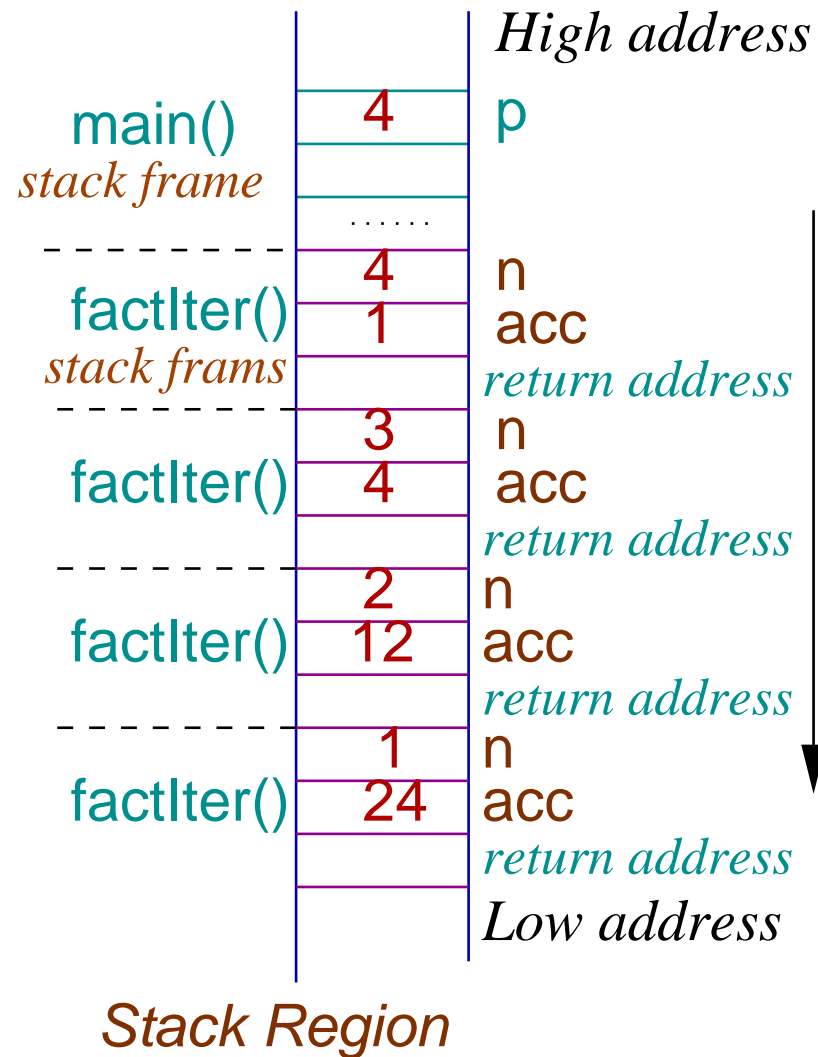 High address
main() 4 p
stack frame
. . . . . .
4 n
factIter() 1 acc
stack frams return address
3 n
factIter() 4 acc
return address
2 n
factIter() 12 acc
return address
1 n
factIter() 24 acc
return address
Low address
Stack Region